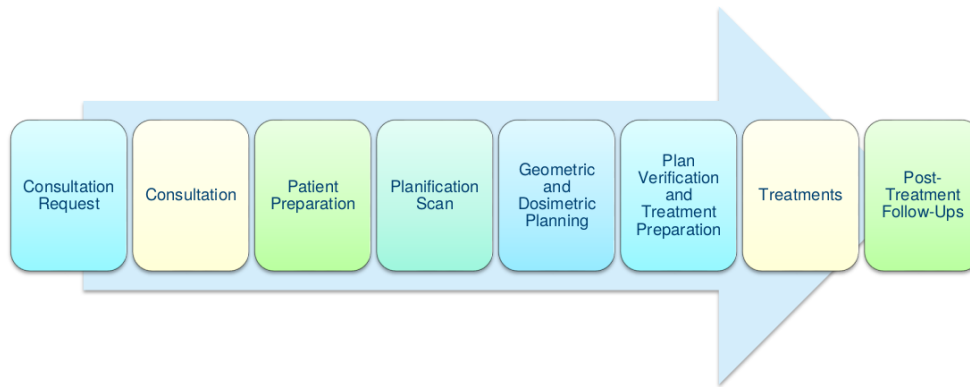 Consultation
Request
Consultation
Patient
Preparation
Planification
Scan
Geometric
and
Dosimetric
Planning
Plan
Verification
and
Treatment
Preparation
Treatments
Post-
Treatment
Follow-Ups